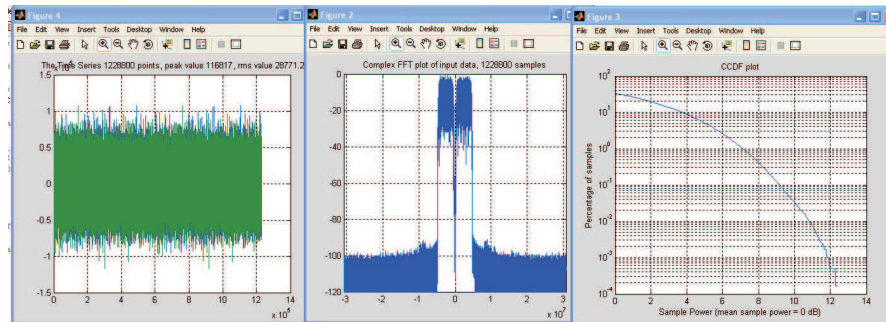 Figure 4
File Edit View Insert Tools Desktop Window Help
The Time Series 1228800 points, peak value 116817, rms value 28771.2
1.5
1
0.5
0
-0.5
-1
-1.5
0 2 4 6 8 10 12 14
x 10^5
Figure 2
File Edit View Insert Tools Desktop Window Help
Complex FFT plot of input data, 1228800 samples
0
-20
-40
-60
-80
-100
-120
-3 -2 -1 0 1 2 3
x 10^7
Figure 3
File Edit View Insert Tools Desktop Window Help
CCDF plot
Percentage of samples
10^2
10^1
10^0
10^-1
10^-2
10^-3
10^-4
0 2 4 6 8 10 12 14
Sample Power (mean sample power = 0 dB)